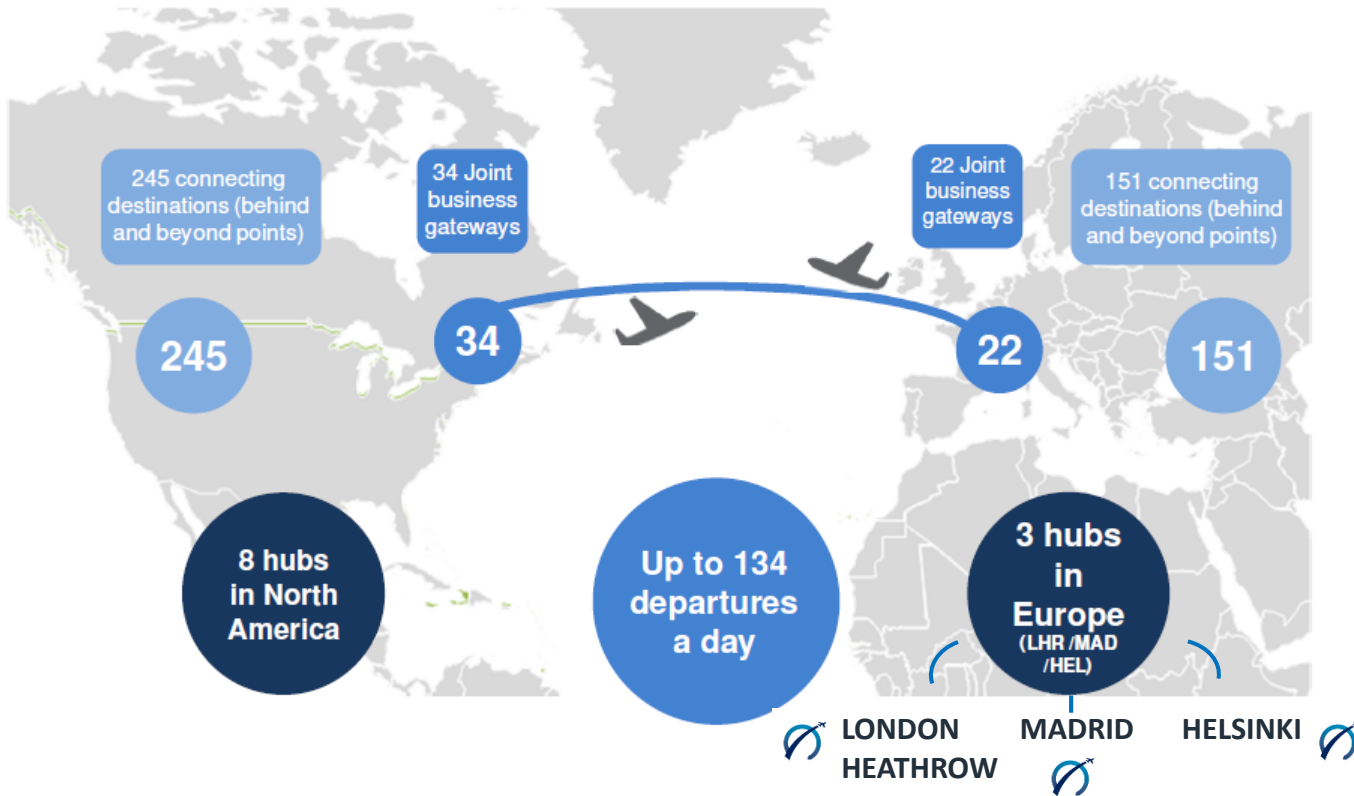 245 connecting
destinations (behind
and beyond points)
34 Joint
business
gateways
22 Joint
business
gateways
151 connecting
destinations (behind
and beyond points)
245
34
22
151
8 hubs
in North
America
Up to 134
departures
a day
3 hubs
in
Europe
(LHR /MAD
/HEL)
LONDON
HEATHROW
MADRID
HELSINKI